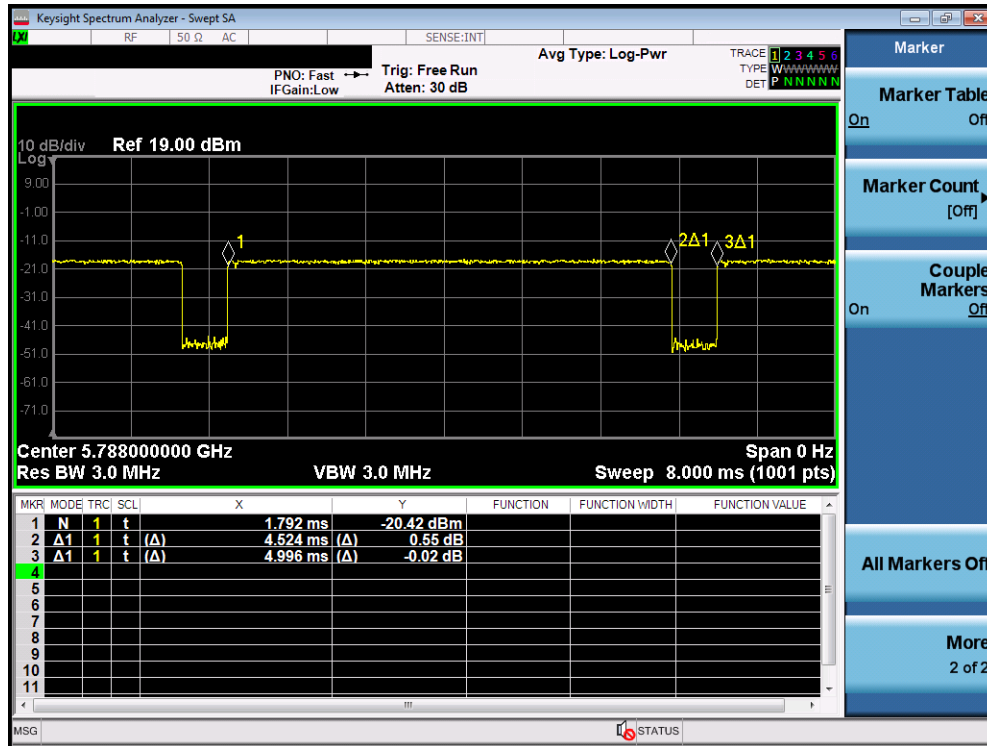 Keysight Spectrum Analyzer - Swept SA
LXI RF 50 Ω AC SENSE:INT
Avg Type: Log-Pwr
TRACE 1 2 3 4 5 6
TYPE WWWWWWW
DET P N N N N N
PNO: Fast Trig: Free Run
IFGain:Low Atten: 30 dB
10 dB/div Ref 19.00 dBm
Log
9.00
-1.00
-11.0
-21.0
-31.0
-41.0
-51.0
-61.0
-71.0
1
2Δ1
3Δ1
Center 5.788000000 GHz Span 0 Hz
Res BW 3.0 MHz VBW 3.0 MHz Sweep 8.000 ms (1001 pts)
MKR MODE TRC SCL X Y FUNCTION FUNCTION WIDTH FUNCTION VALUE
1 N 1 t 1.792 ms -20.42 dBm
2 Δ1 1 t (Δ) 4.524 ms (Δ) 0.55 dB
3 Δ1 1 t (Δ) 4.996 ms (Δ) -0.02 dB
4
5
6
7
8
9
10
11
MSG STATUS
Marker
Marker Table
On Off
Marker Count
[Off]
Couple
Markers
On Off
All Markers Off
More
2 of 2